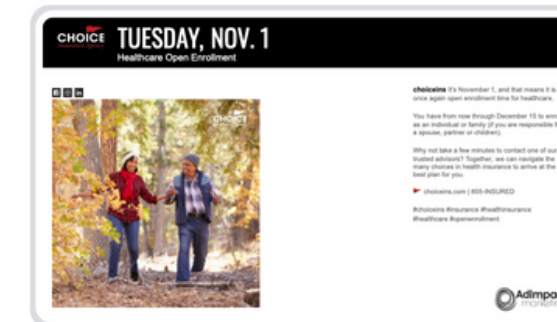 CHOICE
Insurance Agency
TUESDAY, NOV. 1
Healthcare Open Enrollment
CHOICE
choiceins It's November 1, and that means it is
once again open enrollment time for healthcare.
You have from now through December 15 to
as an individual or family (if you are responsible
a spouse, partner or children).
Why not take a few minutes to contact one of our
trusted advisors? Together, we can navigate the
many choices in health insurance to arrive at the
best plan for you.
choiceins.com | 855-INSURED
#choiceins #insurance #healthinsurance
#healthcare #openenrollment